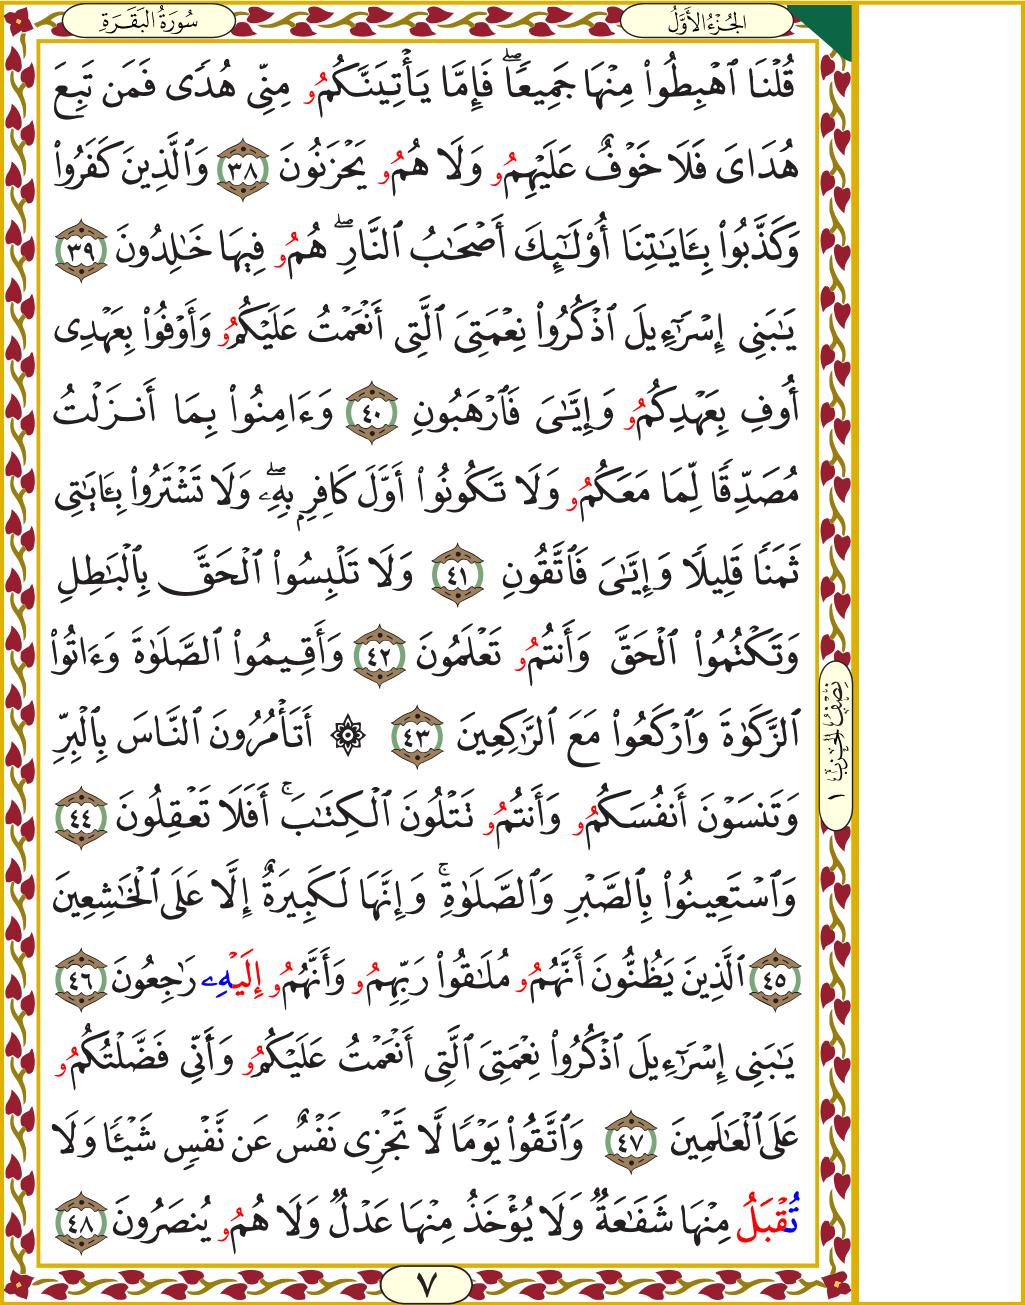 سُورَةُ البَقَرَةِ
الجُزْءُ الأَوَّلُ
قُلْنَا ٱهْبِطُوا۟ مِنْهَا جَمِيعًاۖ فَإِمَّا يَأْتِيَنَّكُمُۥ مِنِّى هُدًى فَمَن تَبِعَ
هُدَاىَ فَلَا خَوْفٌ عَلَيْهِمُۥ وَلَا هُمُۥ يَحْزَنُونَ ٣٨ وَٱلَّذِينَ كَفَرُوا۟
وَكَذَّبُوا۟ بِـَٔايَـٰتِنَا أُو۟لَـٰٓئِكَ أَصْحَـٰبُ ٱلنَّارِۖ هُمُۥ فِيهَا خَـٰلِدُونَ ٣٩
يَـٰبَنِى إِسْرَٰٓءِيلَ ٱذْكُرُوا۟ نِعْمَتِىَ ٱلَّتِى أَنْعَمْتُ عَلَيْكُمُۥ وَأَوْفُوا۟ بِعَهْدِى
أُوفِ بِعَهْدِكُمُۥ وَإِيَّـٰىَ فَٱرْهَبُونِ ٤٠ وَءَامِنُوا۟ بِمَا أَنزَلْتُ
مُصَدِّقًا لِّمَا مَعَكُمُۥ وَلَا تَكُونُوا۟ أَوَّلَ كَافِرٍۭ بِهِۦۖ وَلَا تَشْتَرُوا۟ بِـَٔايَـٰتِى
ثَمَنًا قَلِيلًا وَإِيَّـٰىَ فَٱتَّقُونِ ٤١ وَلَا تَلْبِسُوا۟ ٱلْحَقَّ بِٱلْبَـٰطِلِ
وَتَكْتُمُوا۟ ٱلْحَقَّ وَأَنتُمُۥ تَعْلَمُونَ ٤٢ وَأَقِيمُوا۟ ٱلصَّلَوٰةَ وَءَاتُوا۟
ٱلزَّكَوٰةَ وَٱرْكَعُوا۟ مَعَ ٱلرَّٰكِعِينَ ٤٣ ۞ أَتَأْمُرُونَ ٱلنَّاسَ بِٱلْبِرِّ
وَتَنسَوْنَ أَنفُسَكُمُۥ وَأَنتُمُۥ تَتْلُونَ ٱلْكِتَـٰبَۚ أَفَلَا تَعْقِلُونَ ٤٤
وَٱسْتَعِينُوا۟ بِٱلصَّبْرِ وَٱلصَّلَوٰةِۚ وَإِنَّهَا لَكَبِيرَةٌ إِلَّا عَلَى ٱلْخَـٰشِعِينَ
٤٥ ٱلَّذِينَ يَظُنُّونَ أَنَّهُمُۥ مُلَـٰقُوا۟ رَبِّهِمُۥ وَأَنَّهُمُۥ إِلَيْهِۦ رَٰجِعُونَ ٤٦
يَـٰبَنِى إِسْرَٰٓءِيلَ ٱذْكُرُوا۟ نِعْمَتِىَ ٱلَّتِى أَنْعَمْتُ عَلَيْكُمُۥ وَأَنِّى فَضَّلْتُكُمُۥ
عَلَى ٱلْعَـٰلَمِينَ ٤٧ وَٱتَّقُوا۟ يَوْمًا لَّا تَجْزِى نَفْسٌ عَن نَّفْسٍ شَيْـًٔا وَلَا
تُقْبَلُ مِنْهَا شَفَـٰعَةٌ وَلَا يُؤْخَذُ مِنْهَا عَدْلٌ وَلَا هُمُۥ يُنصَرُونَ ٤٨
نِصْفُ الحِزْبِ ١
٧